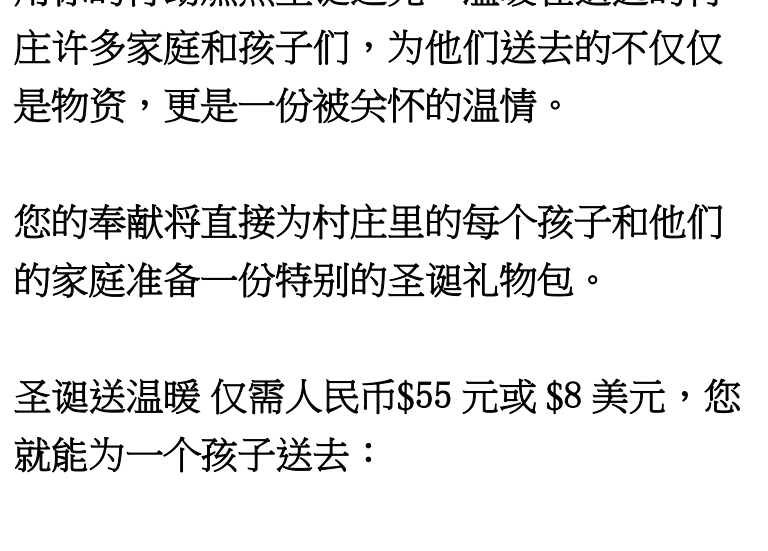 庄许多家庭和孩子们，为他们送去的不仅仅
是物资，更是一份被关怀的温情。
您的奉献将直接为村庄里的每个孩子和他们
的家庭准备一份特别的圣诞礼物包。
圣诞送温暖 仅需人民币$55 元或 $8 美元，您
就能为一个孩子送去：